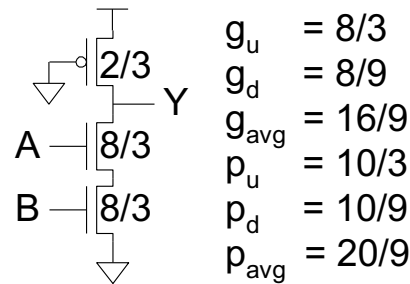 2/3
Y
A
8/3
B
8/3
g_u = 8/3
g_d = 8/9
g_avg = 16/9
p_u = 10/3
p_d = 10/9
p_avg = 20/9